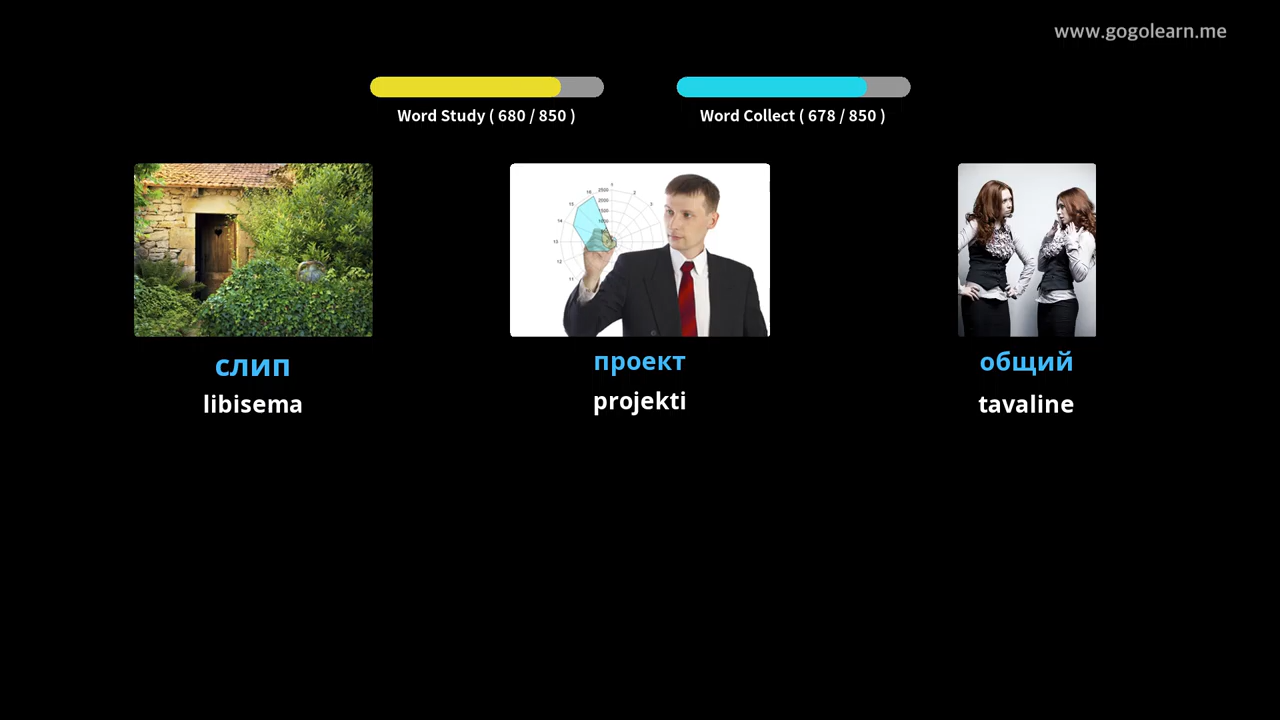 www.gogolearn.me
Word Study ( 680 / 850 )
Word Collect ( 678 / 850 )
слип
libisema
проект
projekti
общий
tavaline